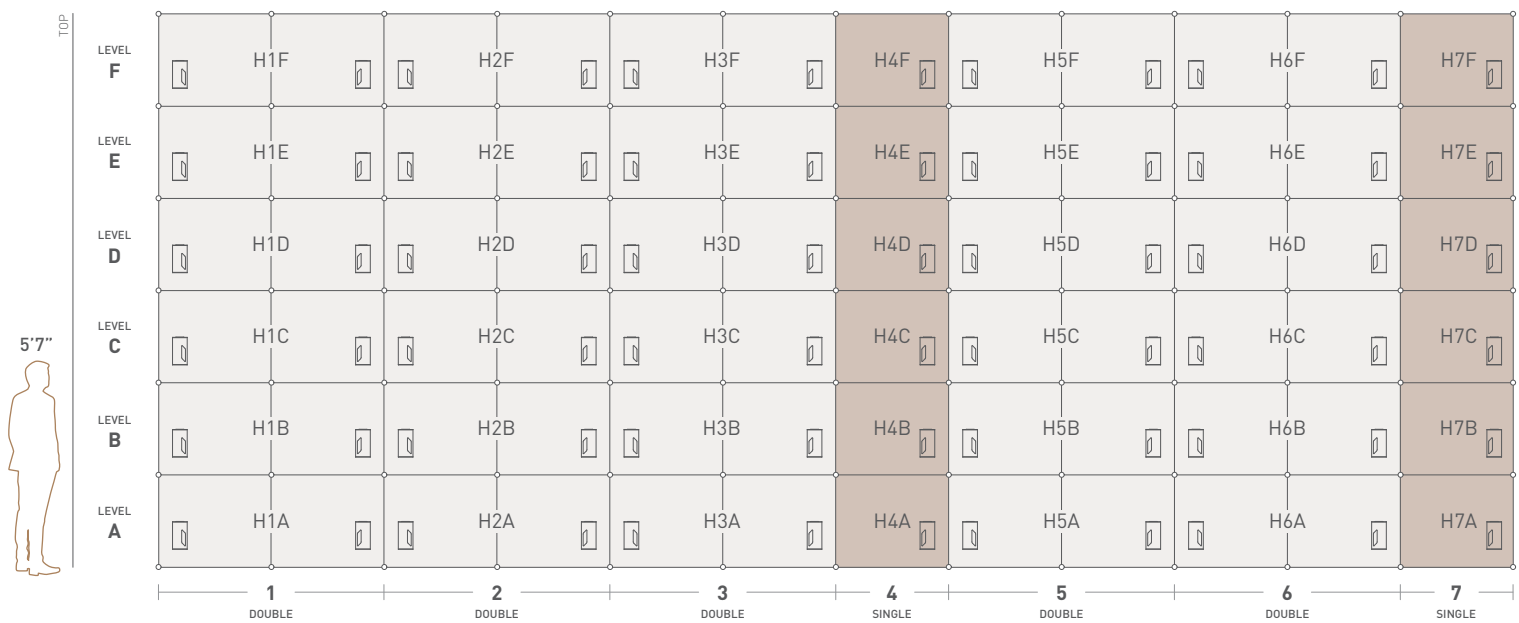 TOP
LEVEL
F
H1F H2F H3F H4F H5F H6F H7F
LEVEL
E
H1E H2E H3E H4E H5E H6E H7E
LEVEL
D
H1D H2D H3D H4D H5D H6D H7D
LEVEL
C
H1C H2C H3C H4C H5C H6C H7C
5'7”
LEVEL
B
H1B H2B H3B H4B H5B H6B H7B
LEVEL
A
H1A H2A H3A H4A H5A H6A H7A
1 2 3 4 5 6 7
DOUBLE DOUBLE DOUBLE SINGLE DOUBLE DOUBLE SINGLE